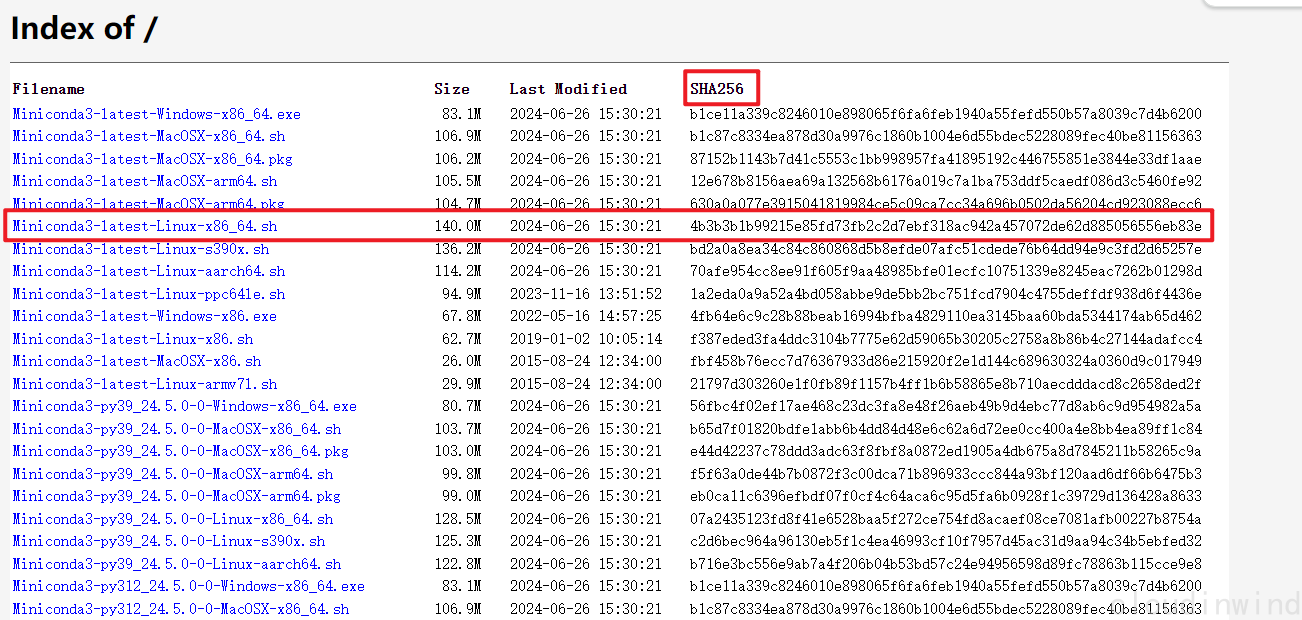 Index of /
Filename Size Last Modified SHA256
Miniconda3-latest-Windows-x86_64.exe 83.1M 2024-06-26 15:30:21 b1ce11a339c8246010e898065f6fa6feb1940a55fefd550b57a8039c7d4b6200
Miniconda3-latest-MacOSX-x86_64.sh 106.9M 2024-06-26 15:30:21 b1c87c8334ea878d30a9976c1860b1004e6d55bdec5228089fec40be81156363
Miniconda3-latest-MacOSX-x86_64.pkg 106.2M 2024-06-26 15:30:21 87152b1143b7d41c5553c1bb998957fa41895192c446755851e3844e33df1aae
Miniconda3-latest-MacOSX-arm64.sh 105.5M 2024-06-26 15:30:21 12e678b8156aea69a132568b6176a019c7a1ba753ddf5caedf086d3c5460fe92
Miniconda3-latest-MacOSX-arm64.pkg 104.7M 2024-06-26 15:30:21 630a0a077e3915041819984ce5c09ca7cc34a696b0502da56204cd923088ecc6
Miniconda3-latest-Linux-x86_64.sh 140.0M 2024-06-26 15:30:21 4b3b3b1b99215e85fd73fb2c2d7ebf318ac942a457072de62d885056556eb83e
Miniconda3-latest-Linux-s390x.sh 136.2M 2024-06-26 15:30:21 bd2a0a8ea34c84c860868d5b8efde07afc51cdede76b64dd94e9c3fd2d65257e
Miniconda3-latest-Linux-aarch64.sh 114.2M 2024-06-26 15:30:21 70afe954cc8ee91f605f9aa48985bfe01ecfc10751339e8245eac7262b01298d
Miniconda3-latest-Linux-ppc64le.sh 94.9M 2023-11-16 13:51:52 1a2eda0a9a52a4bd058abbe9de5bb2bc751fcd7904c4755deffdf938d6f4436e
Miniconda3-latest-Windows-x86.exe 67.8M 2022-05-16 14:57:25 4fb64e6c9c28b88beab16994bfba4829110ea3145baa60bda5344174ab65d462
Miniconda3-latest-Linux-x86.sh 62.7M 2019-01-02 10:05:14 f387eded3fa4ddc3104b7775e62d59065b30205c2758a8b86b4c27144adafcc4
Miniconda3-latest-MacOSX-x86.sh 26.0M 2015-08-24 12:34:00 fbf458b76ecc7d76367933d86e215920f2e1d144c689630324a0360d9c017949
Miniconda3-latest-Linux-armv7l.sh 29.9M 2015-08-24 12:34:00 21797d303260e1f0fb89f1157b4ff1b6b58865e8b710aecdddacd8c2658ded2f
Miniconda3-py39_24.5.0-0-Windows-x86_64.exe 80.7M 2024-06-26 15:30:21 56fbc4f02ef17ae468c23dc3fa8e48f26aeb49b9d4ebc77d8ab6c9d954982a5a
Miniconda3-py39_24.5.0-0-MacOSX-x86_64.sh 103.7M 2024-06-26 15:30:21 b65d7f01820bdfe1abb6b4dd84d48e6c62a6d72ee0cc400a4e8bb4ea89ff1c84
Miniconda3-py39_24.5.0-0-MacOSX-x86_64.pkg 103.0M 2024-06-26 15:30:21 e44d42237c78ddd3adc63f8fbf8a0872ed1905a4db675a8d7845211b58265c9a
Miniconda3-py39_24.5.0-0-MacOSX-arm64.sh 99.8M 2024-06-26 15:30:21 f5f63a0de44b7b0872f3c00dca71b896933ccc844a93bf120aad6df66b6475b3
Miniconda3-py39_24.5.0-0-MacOSX-arm64.pkg 99.0M 2024-06-26 15:30:21 eb0ca11c6396efbdf07f0cf4c64aca6c95d5fa6b0928f1c39729d136428a8633
Miniconda3-py39_24.5.0-0-Linux-x86_64.sh 128.5M 2024-06-26 15:30:21 07a2435123fd8f41e6528baa5f272ce754fd8acaef08ce7081afb00227b8754a
Miniconda3-py39_24.5.0-0-Linux-s390x.sh 125.3M 2024-06-26 15:30:21 c2d6bec964a96130eb5f1c4ea46993cf10f7957d45ac31d9aa94c34b5ebfed32
Miniconda3-py39_24.5.0-0-Linux-aarch64.sh 122.8M 2024-06-26 15:30:21 b716e3bc556e9ab7a4f206b04b53bd57c24e94956598d89fc78863b115cce9e8
Miniconda3-py312_24.5.0-0-Windows-x86_64.exe 83.1M 2024-06-26 15:30:21 b1ce11a339c8246010e898065f6fa6feb1940a55fefd550b57a8039c7d4b6200
Miniconda3-py312_24.5.0-0-MacOSX-x86_64.sh 106.9M 2024-06-26 15:30:21 b1c87c8334ea878d30a9976c1860b1004e6d55bdec5228089fec40be81156363
cloudinwind